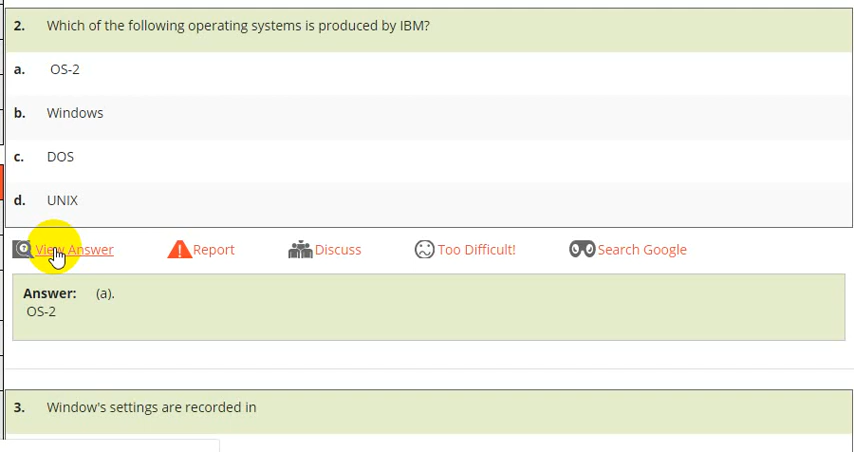 2. Which of the following operating systems is produced by IBM?
a. OS-2
b. Windows
c. DOS
d. UNIX
View Answer Report Discuss Too Difficult! Search Google
Answer: (a).
OS-2
3. Window's settings are recorded in